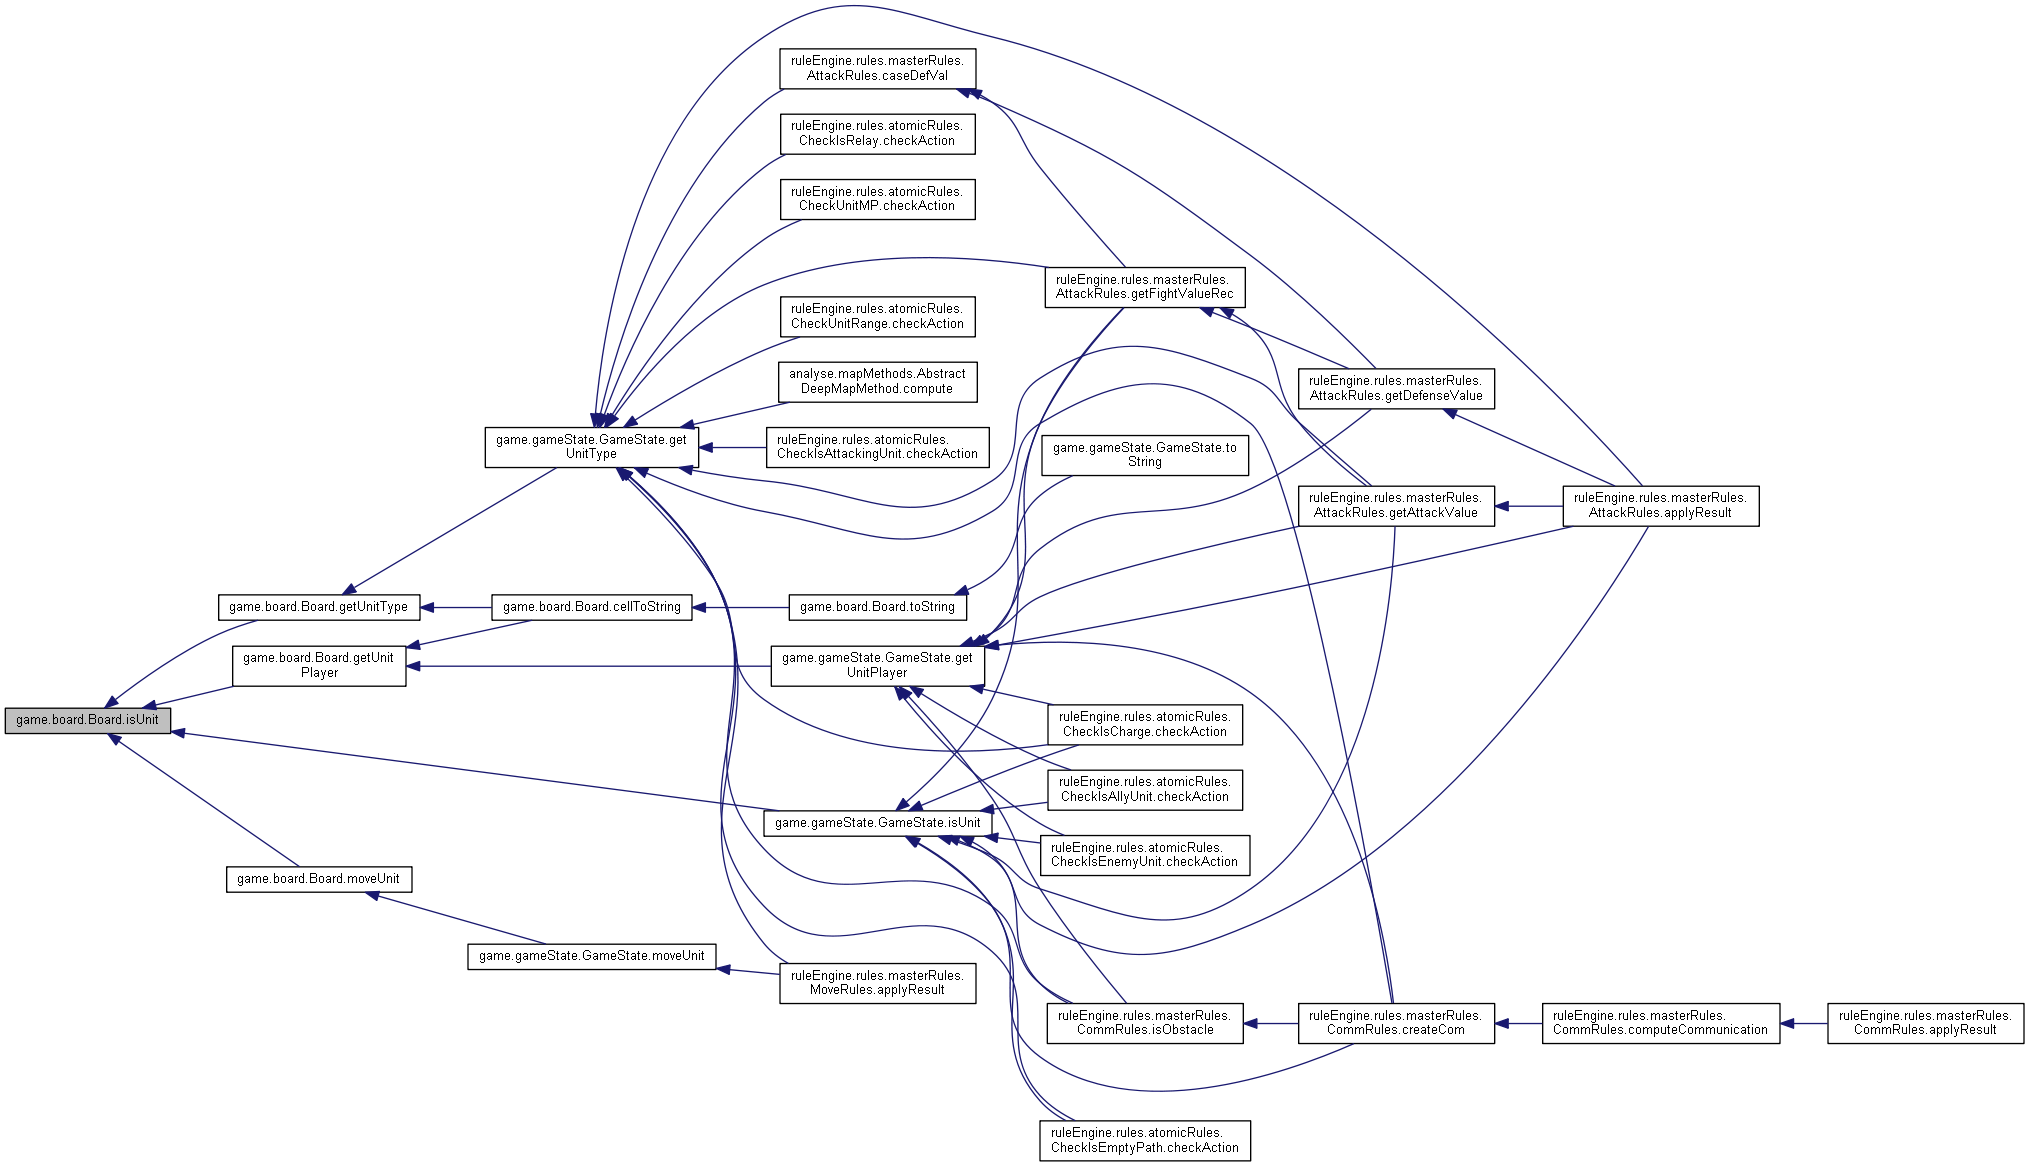 ruleEngine.rules.masterRules.
AttackRules.caseDefVal
ruleEngine.rules.atomicRules.
CheckIsRelay.checkAction
ruleEngine.rules.atomicRules.
CheckUnitMP.checkAction
ruleEngine.rules.masterRules.
AttackRules.getFightValueRec
ruleEngine.rules.atomicRules.
CheckUnitRange.checkAction
analyse.mapMethods.Abstract
DeepMapMethod.compute
ruleEngine.rules.masterRules.
AttackRules.getDefenseValue
game.gameState.GameState.get
UnitType
ruleEngine.rules.atomicRules.
CheckIsAttackingUnit.checkAction
game.gameState.GameState.to
String
ruleEngine.rules.masterRules.
AttackRules.getAttackValue
ruleEngine.rules.masterRules.
AttackRules.applyResult
game.board.Board.getUnitType
game.board.Board.cellToString
game.board.Board.toString
game.board.Board.getUnit
Player
game.gameState.GameState.get
UnitPlayer
game.board.Board.isUnit
ruleEngine.rules.atomicRules.
CheckIsCharge.checkAction
ruleEngine.rules.atomicRules.
CheckIsAllyUnit.checkAction
game.gameState.GameState.isUnit
ruleEngine.rules.atomicRules.
CheckIsEnemyUnit.checkAction
game.board.Board.moveUnit
game.gameState.GameState.moveUnit
ruleEngine.rules.masterRules.
MoveRules.applyResult
ruleEngine.rules.masterRules.
CommRules.isObstacle
ruleEngine.rules.masterRules.
CommRules.createCom
ruleEngine.rules.masterRules.
CommRules.computeCommunication
ruleEngine.rules.masterRules.
CommRules.applyResult
ruleEngine.rules.atomicRules.
CheckIsEmptyPath.checkAction